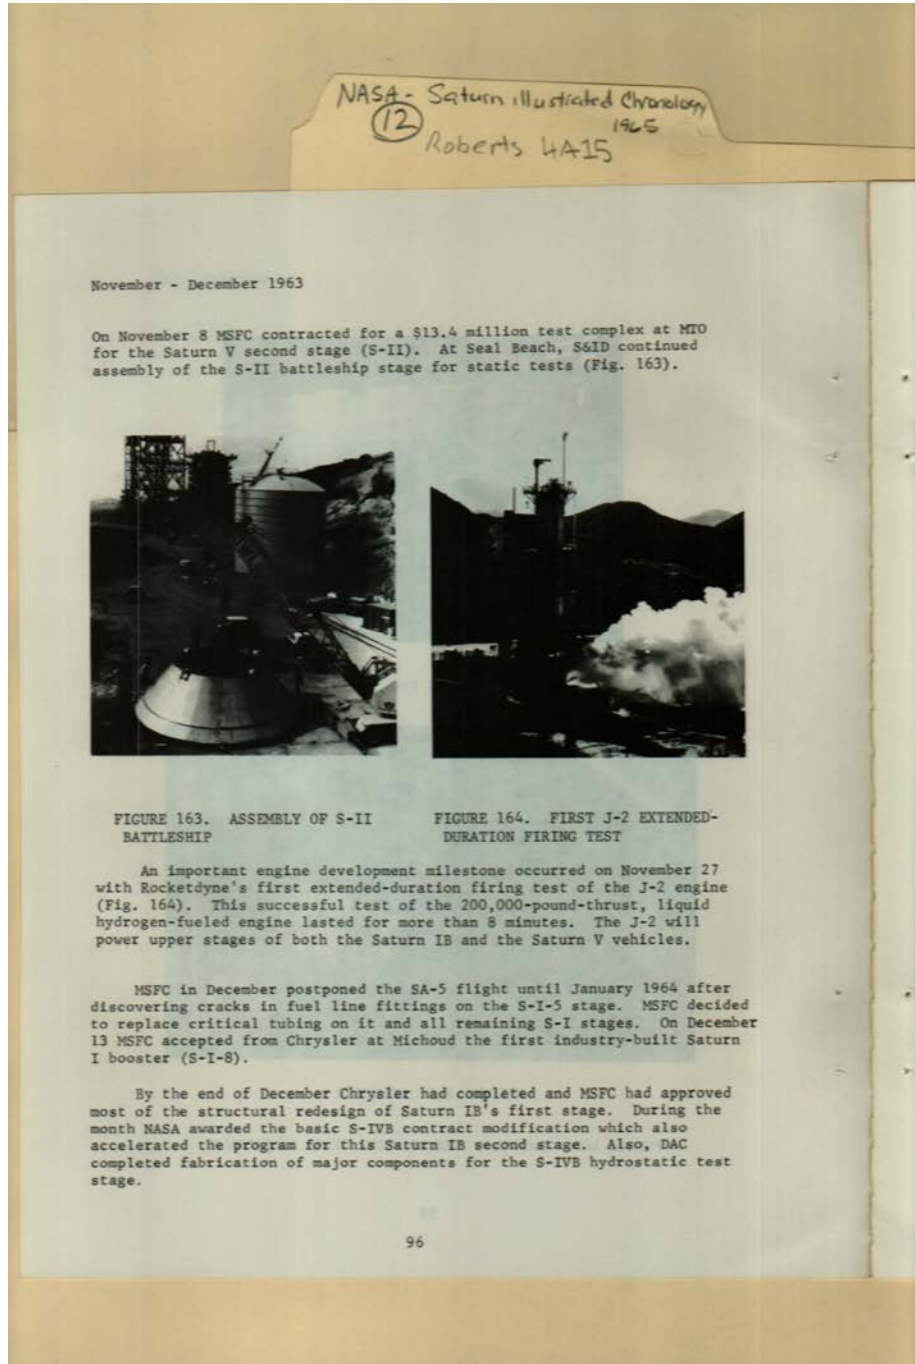 NASA - Saturn illustrated Chronology
12
1965
Roberts 4A15
November - December 1963
On November 8 MSFC contracted for a $13.4 million test complex at MTO
for the Saturn V second stage (S-II). At Seal Beach, S&ID continued
assembly of the S-II battleship stage for static tests (Fig. 163).
FIGURE 163. ASSEMBLY OF S-II
BATTLESHIP
FIGURE 164. FIRST J-2 EXTENDED-
DURATION FIRING TEST
An important engine development milestone occurred on November 27
with Rocketdyne's first extended-duration firing test of the J-2 engine
(Fig. 164). This successful test of the 200,000-pound-thrust, liquid
hydrogen-fueled engine lasted for more than 8 minutes. The J-2 will
power upper stages of both the Saturn IB and the Saturn V vehicles.
MSFC in December postponed the SA-5 flight until January 1964 after
discovering cracks in fuel line fittings on the S-I-5 stage. MSFC decided
to replace critical tubing on it and all remaining S-I stages. On December
13 MSFC accepted from Chrysler at Michoud the first industry-built Saturn
I booster (S-I-8).
By the end of December Chrysler had completed and MSFC had approved
most of the structural redesign of Saturn IB's first stage. During the
month NASA awarded the basic S-IVB contract modification which also
accelerated the program for this Saturn IB second stage. Also, DAC
completed fabrication of major components for the S-IVB hydrostatic test
stage.
96